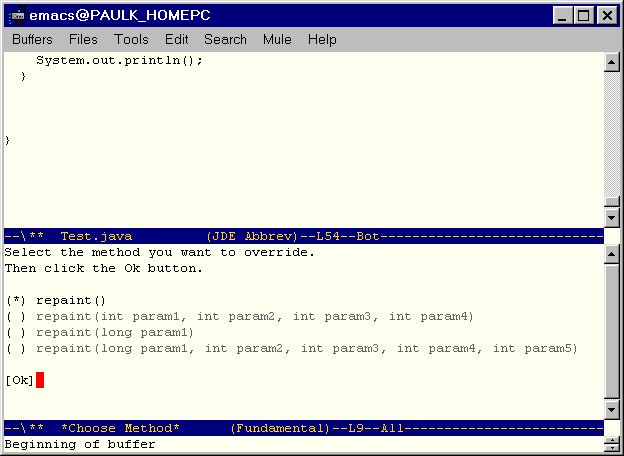 emacs@PAULK_HOMEPC
Buffers Files Tools Edit Search Mule Help
System.out.println();
}
}
--\** Test.java (JDE Abbrev)--L54--Bot----------------------------
Select the method you want to override.
Then click the Ok button.
(*) repaint()
( ) repaint(int param1, int param2, int param3, int param4)
( ) repaint(long param1)
( ) repaint(long param1, int param2, int param3, int param4, int param5)
[Ok]
--\** *Choose Method* (Fundamental)--L9--All-------------------------
Beginning of buffer